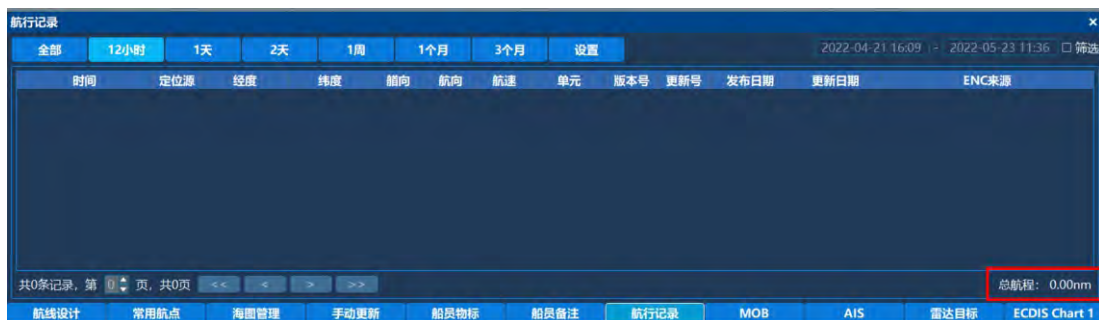 航行记录 ×
全部 12小时 1天 2天 1周 1个月 3个月 设置 2022-04-21 16:09 - 2022-05-23 11:36 筛选
时间 定位源 经度 纬度 艏向 航向 航速 单元 版本号 更新号 发布日期 更新日期 ENC来源
共0条记录, 第 0 页, 共0页 << < > >> 总航程: 0.00nm
航线设计 常用航点 海图管理 手动更新 船员物标 船员备注 航行记录 MOB AIS 雷达目标 ECDIS Chart 1